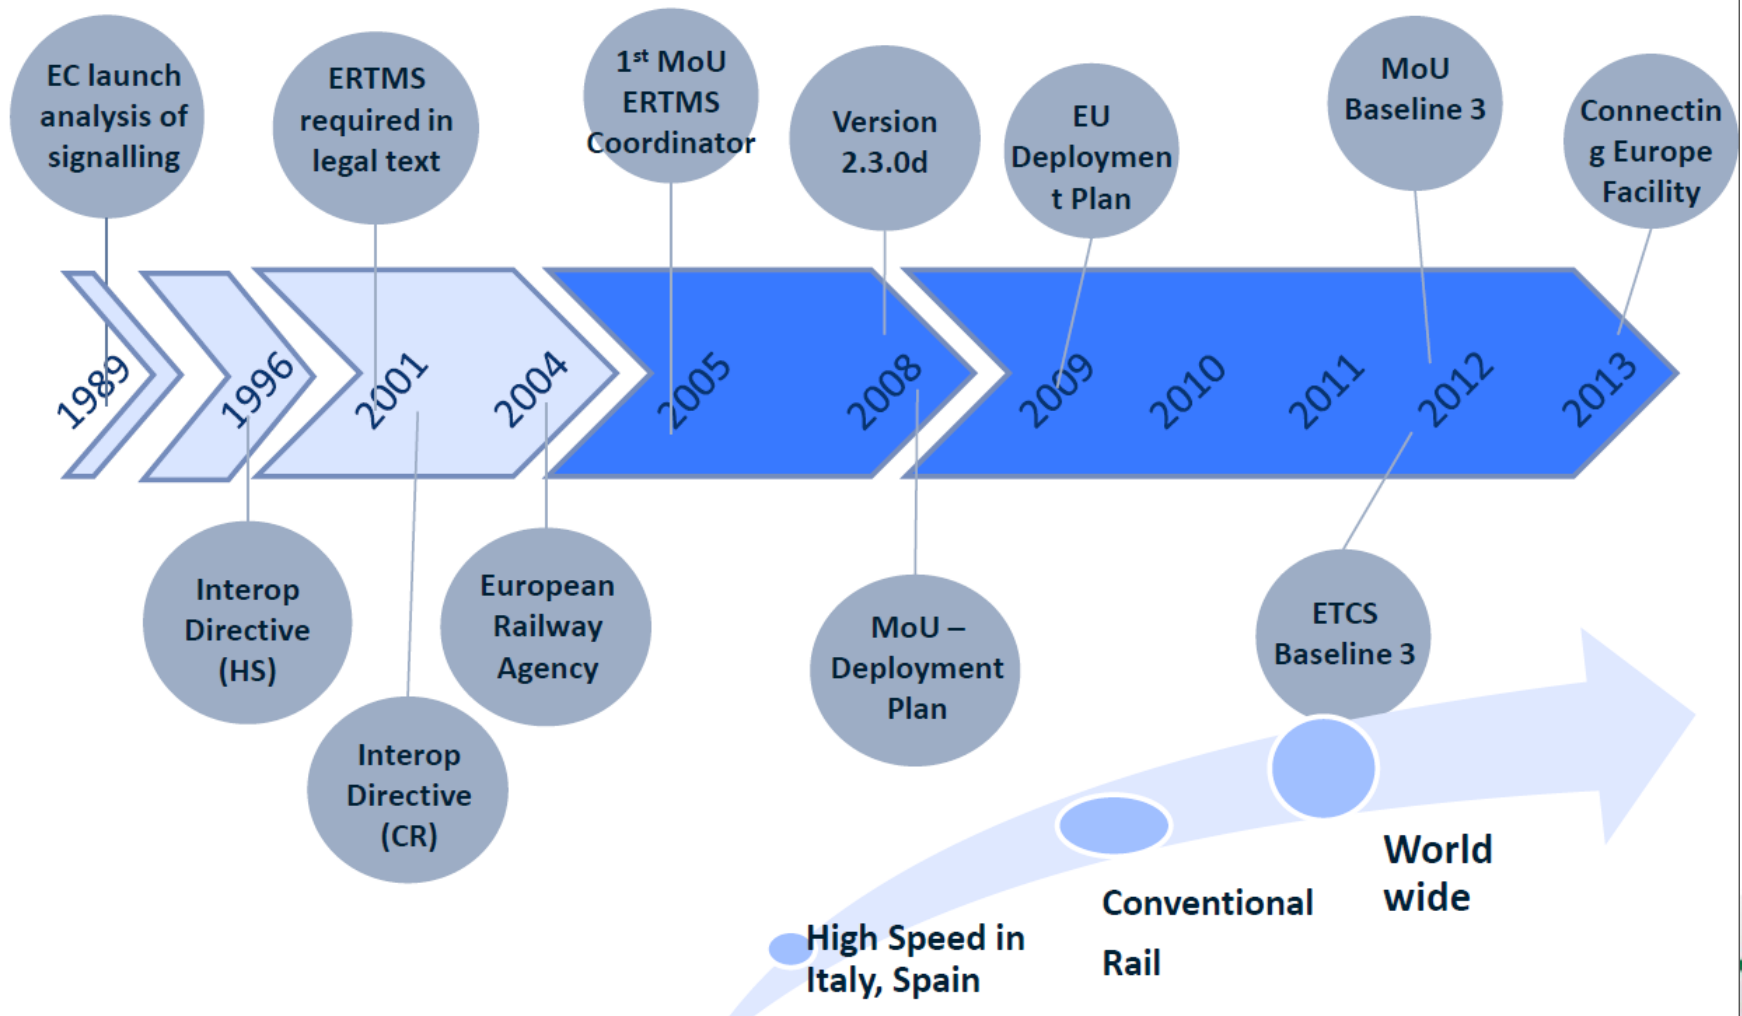 EC launch
analysis of
signalling
ERTMS
required in
legal text
1st MoU
ERTMS
Coordinator
Version
2.3.0d
EU
Deploymen
t Plan
MoU
Baseline 3
Connectin
g Europe
Facility
1989
1996
2001
2004
2005
2008
2009
2010
2011
2012
2013
Interop
Directive
(HS)
Interop
Directive
(CR)
European
Railway
Agency
MoU –
Deployment
Plan
ETCS
Baseline 3
High Speed in
Italy, Spain
Conventional
Rail
World
wide